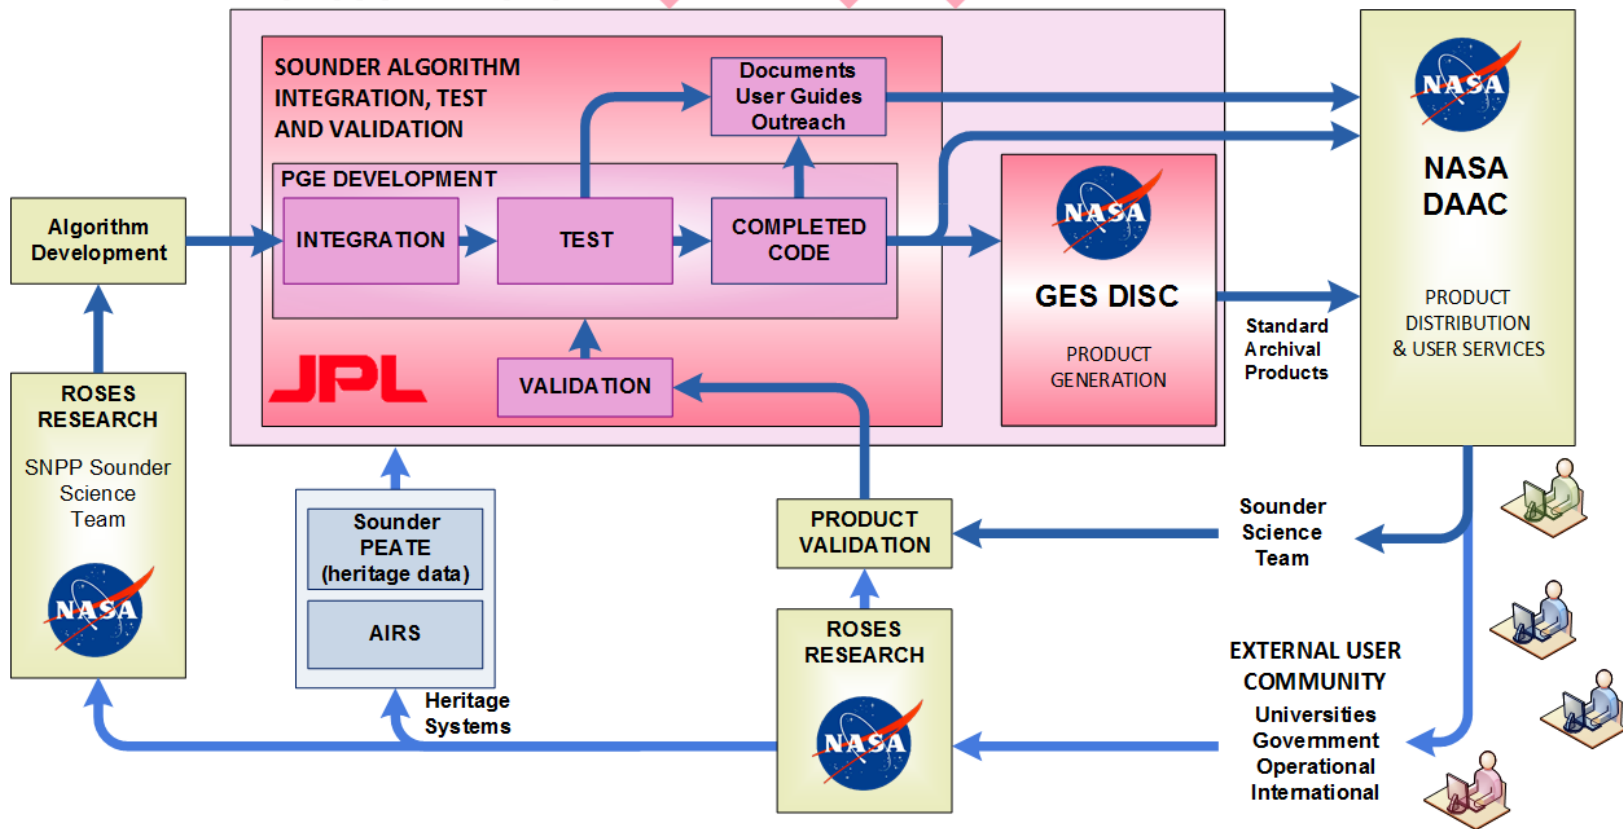 SOUNDER ALGORITHM
INTEGRATION, TEST
AND VALIDATION
Documents
User Guides
Outreach
NASA
NASA
DAAC
PRODUCT
DISTRIBUTION
& USER SERVICES
PGE DEVELOPMENT
INTEGRATION
TEST
COMPLETED
CODE
NASA
GES DISC
PRODUCT
GENERATION
Standard
Archival
Products
Algorithm
Development
JPL
VALIDATION
ROSES
RESEARCH
SNPP Sounder
Science
Team
NASA
Sounder
PEATE
(heritage data)
AIRS
Heritage
Systems
PRODUCT
VALIDATION
Sounder
Science
Team
ROSES
RESEARCH
NASA
EXTERNAL USER
COMMUNITY
Universities
Government
Operational
International